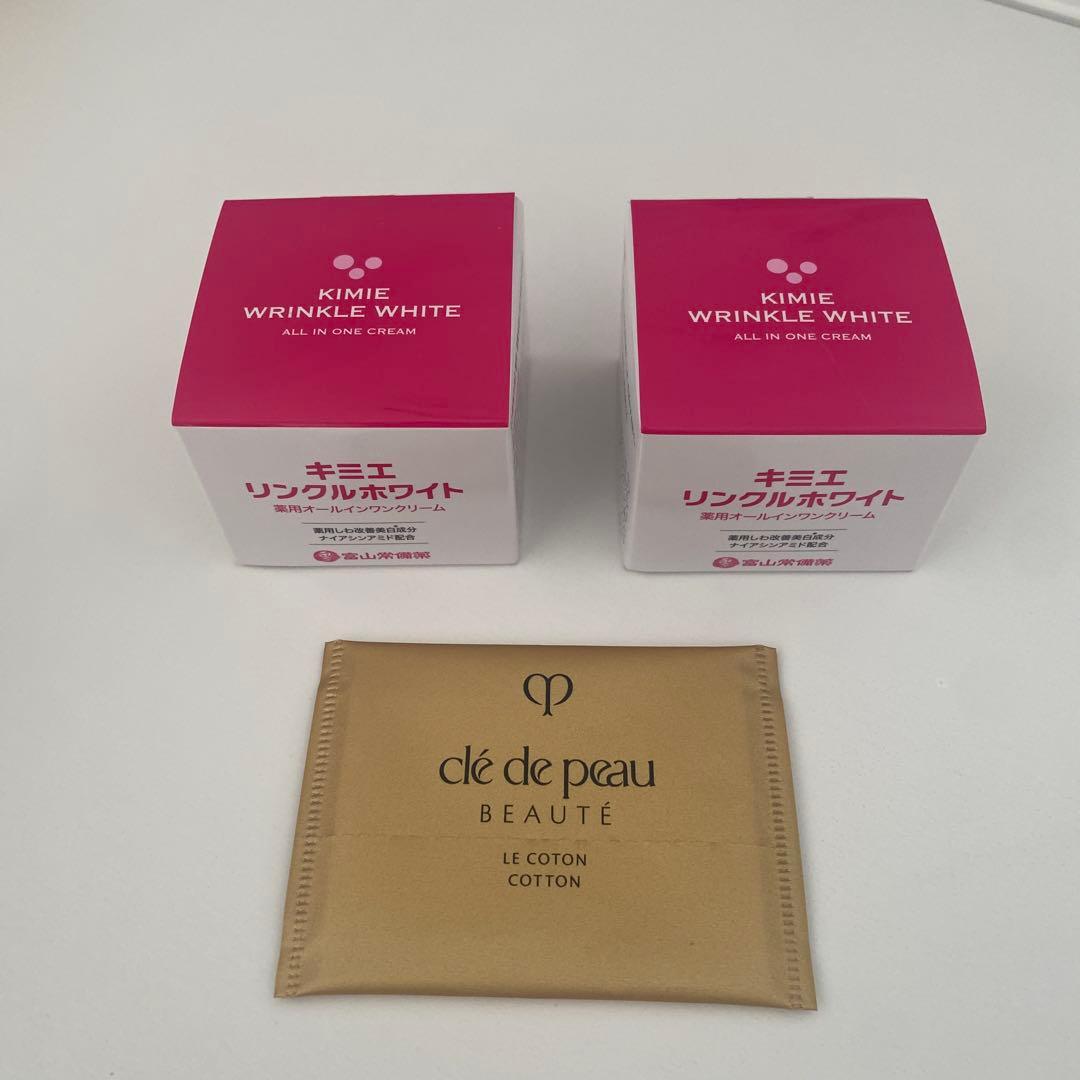 KIMIE
WRINKLE WHITE
ALL IN ONE CREAM
キミエ
リンクルホワイト
薬用オールインワンクリーム
薬用しわ改善美白*成分
ナイアシンアミド配合
富山常備薬
KIMIE
WRINKLE WHITE
ALL IN ONE CREAM
キミエ
リンクルホワイト
薬用オールインワンクリーム
薬用しわ改善美白*成分
ナイアシンアミド配合
富山常備薬
clé de peau
BEAUTÉ
LE COTON
COTTON